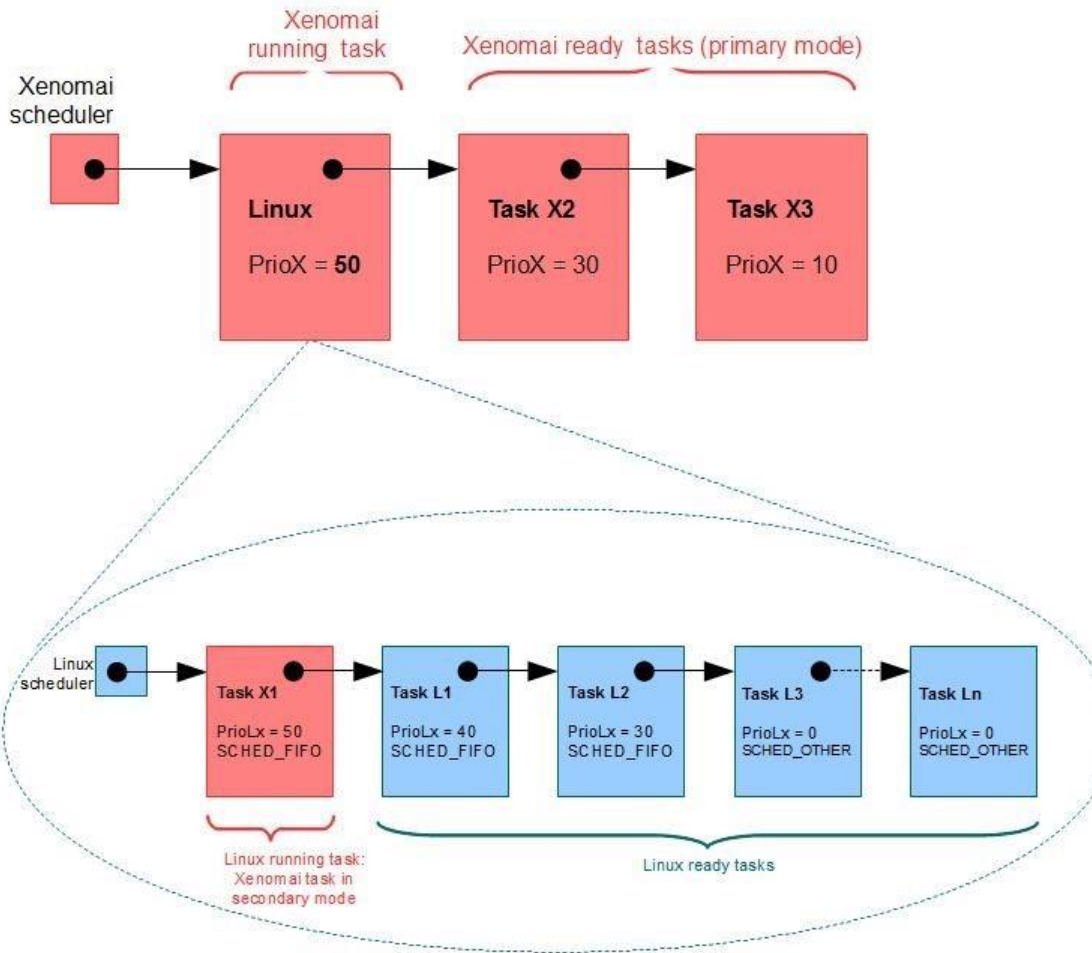 Xenomai
running task
Xenomai ready tasks (primary mode)
Xenomai
scheduler
Linux
PrioX = 50
Task X2
PrioX = 30
Task X3
PrioX = 10
Linux
scheduler
Task X1
PrioLx = 50
SCHED_FIFO
Task L1
PrioLx = 40
SCHED_FIFO
Task L2
PrioLx = 30
SCHED_FIFO
Task L3
PrioLx = 0
SCHED_OTHER
Task Ln
PrioLx = 0
SCHED_OTHER
Linux running task:
Xenomai task in
secondary mode
Linux ready tasks